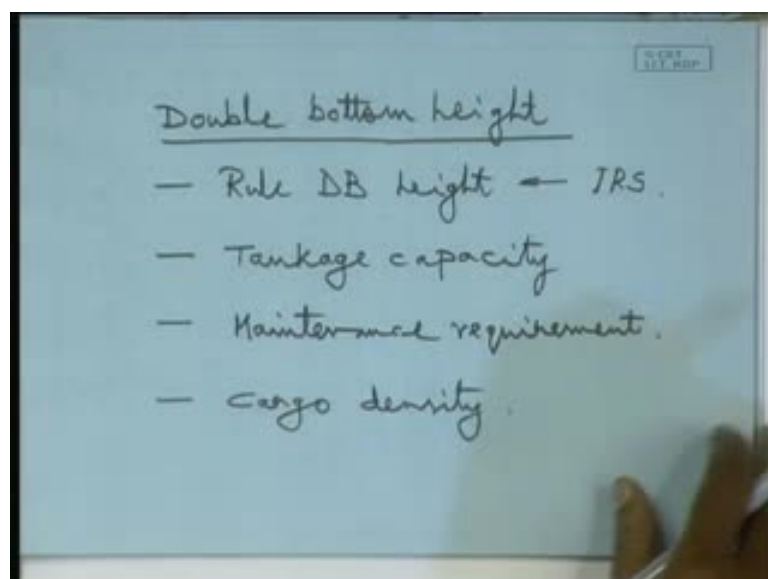 Double bottom height
— Rule DB height ← IRS.
— Tankage capacity
— Maintenance requirement.
— Cargo density.